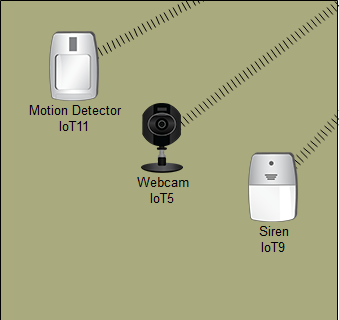 Motion Detector
IoT11
Webcam
IoT5
Siren
IoT9